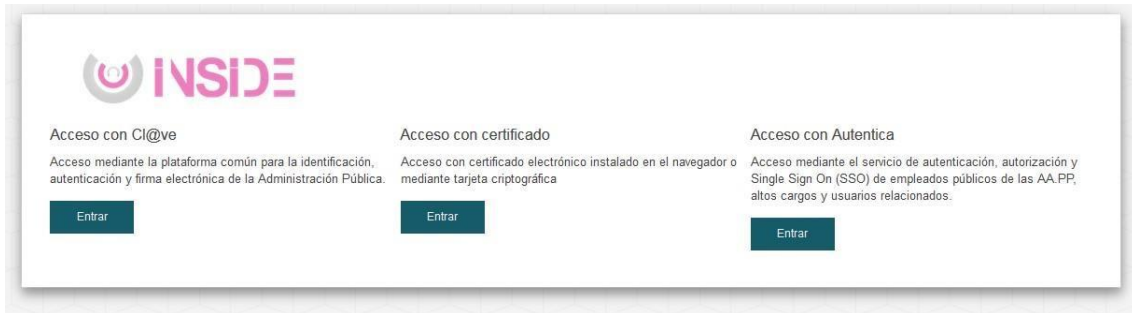 iNSiDE
Acceso con Cl@ve
Acceso mediante la plataforma común para la identificación,
autenticación y firma electrónica de la Administración Pública.
Entrar
Acceso con certificado
Acceso con certificado electrónico instalado en el navegador o
mediante tarjeta criptográfica
Entrar
Acceso con Autentica
Acceso mediante el servicio de autenticación, autorización y
Single Sign On (SSO) de empleados públicos de las AA.PP,
altos cargos y usuarios relacionados.
Entrar